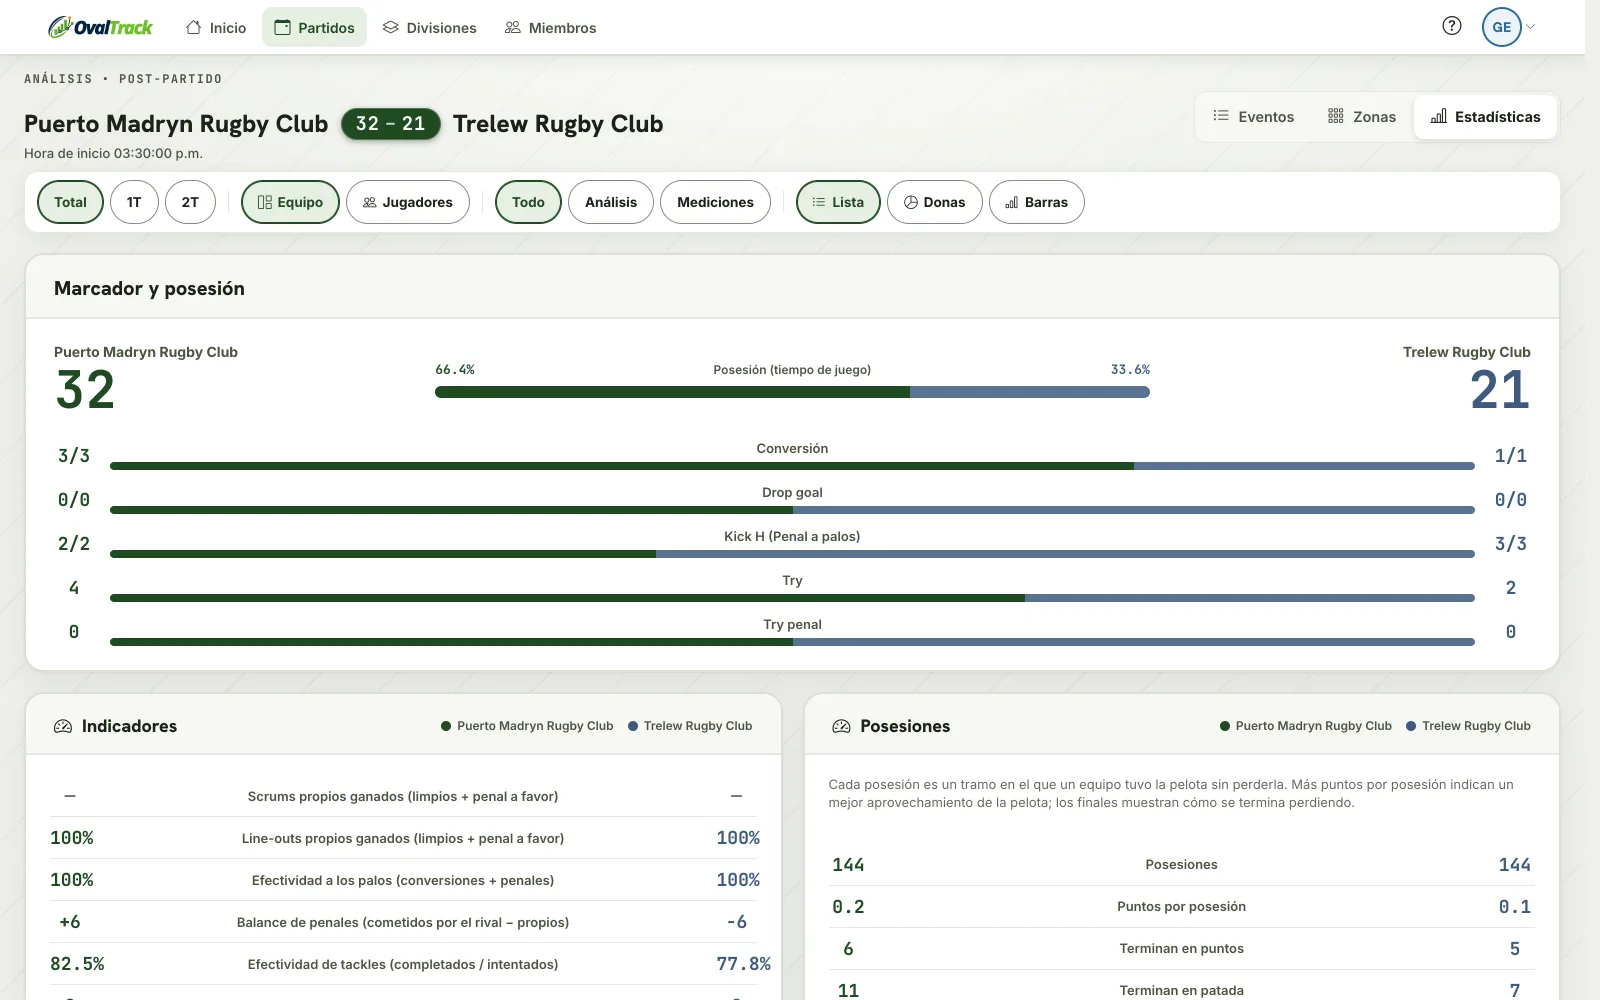 OvalTrack
Inicio
Partidos
Divisiones
Miembros
GE
ANÁLISIS • POST-PARTIDO
Puerto Madryn Rugby Club 32 – 21 Trelew Rugby Club
Hora de inicio 03:30:00 p.m.
Eventos
Zonas
Estadísticas
Total
1T
2T
Equipo
Jugadores
Todo
Análisis
Mediciones
Lista
Donas
Barras
Marcador y posesión
Puerto Madryn Rugby Club
32
66.4% Posesión (tiempo de juego) 33.6%
Trelew Rugby Club
21
3/3 Conversión 1/1
0/0 Drop goal 0/0
2/2 Kick H (Penal a palos) 3/3
4 Try 2
0 Try penal 0
Indicadores
Puerto Madryn Rugby Club
Trelew Rugby Club
— Scrums propios ganados (limpios + penal a favor) —
100% Line-outs propios ganados (limpios + penal a favor) 100%
100% Efectividad a los palos (conversiones + penales) 100%
+6 Balance de penales (cometidos por el rival − propios) -6
82.5% Efectividad de tackles (completados / intentados) 77.8%
Posesiones
Puerto Madryn Rugby Club
Trelew Rugby Club
Cada posesión es un tramo en el que un equipo tuvo la pelota sin perderla. Más puntos por posesión indican un
mejor aprovechamiento de la pelota; los finales muestran cómo se termina perdiendo.
144 Posesiones 144
0.2 Puntos por posesión 0.1
6 Terminan en puntos 5
11 Terminan en patada 7